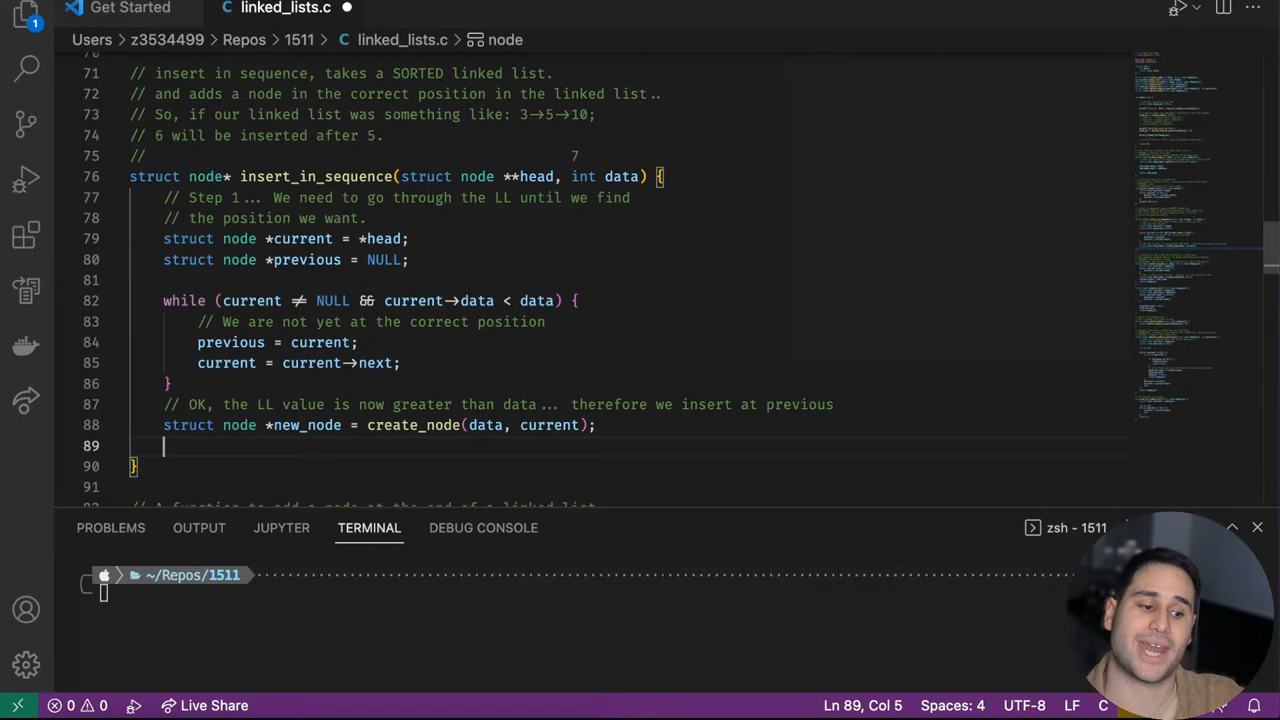 Get Started
C linked_lists.c
Users > z3534499 > Repos > 1511 > C linked_lists.c > node
71 // insert in sequence, takes a SORTED linked list.
72 // and adds a node in the correct position in the linked list..
73 // So if your list was something like 1->3->5->10;
74 // 6 will be inserted after 5.
75 //
7
76 struct node* insert_in_sequence(struct node **head, int data) {
77 // Step 1.... Loop through the LL until we find
78 // the position we want.
79 struct node *current = *head;
80 struct node *previous = NULL;
81
82 while (current != NULL && current->data < data) {
83 // We are not yet in the correct position
84 previous = current;
85 current = current->next;
86 }
87 // OK, the LL value is now greater than data... therefore we insert at previous
88 struct node *new_node = create_node(data, current);
89
90 }
91
PROBLEMS OUTPUT JUPYTER TERMINAL DEBUG CONSOLE
zsh - 1511
~/Repos/1511
1
0 0
Live Share
Ln 89, Col 5 Spaces: 4 UTF-8 LF C